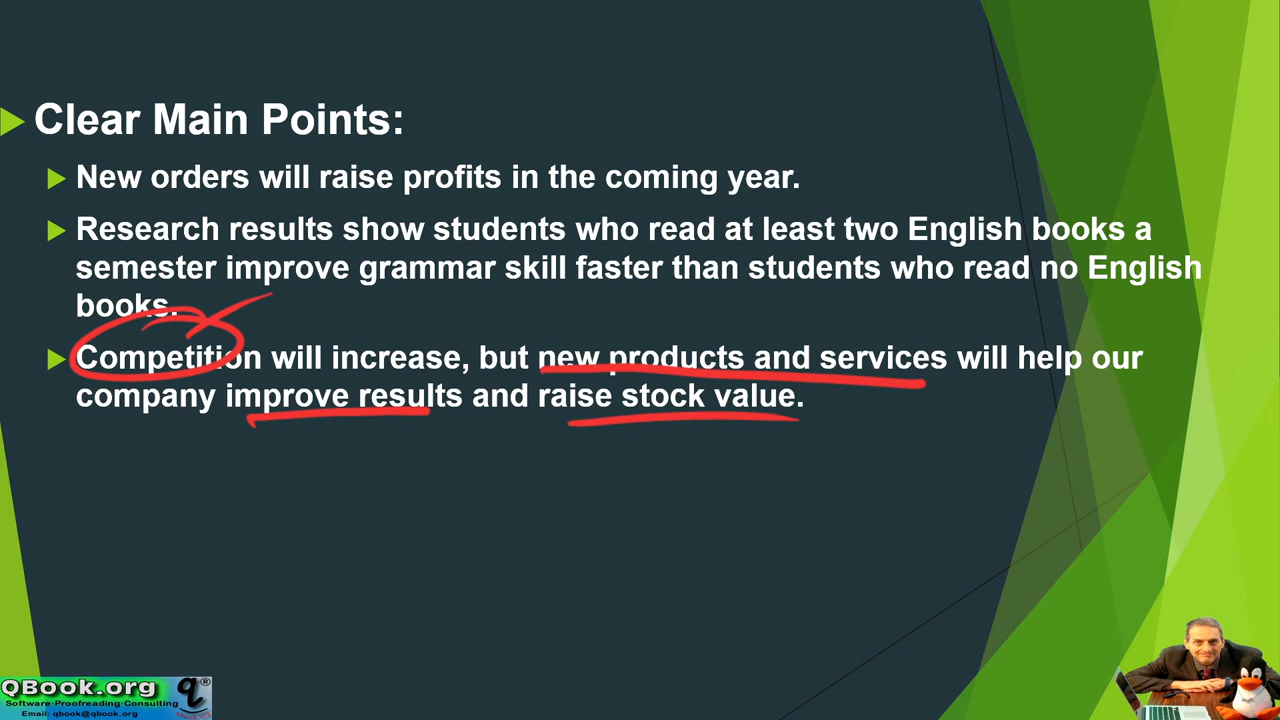 Clear Main Points:
New orders will raise profits in the coming year.
Research results show students who read at least two English books a
semester improve grammar skill faster than students who read no English
books.
Competition will increase, but new products and services will help our
company improve results and raise stock value.
QBook.org
q®
Software·Proofreading·Consulting
Email: qbook@qbook.org